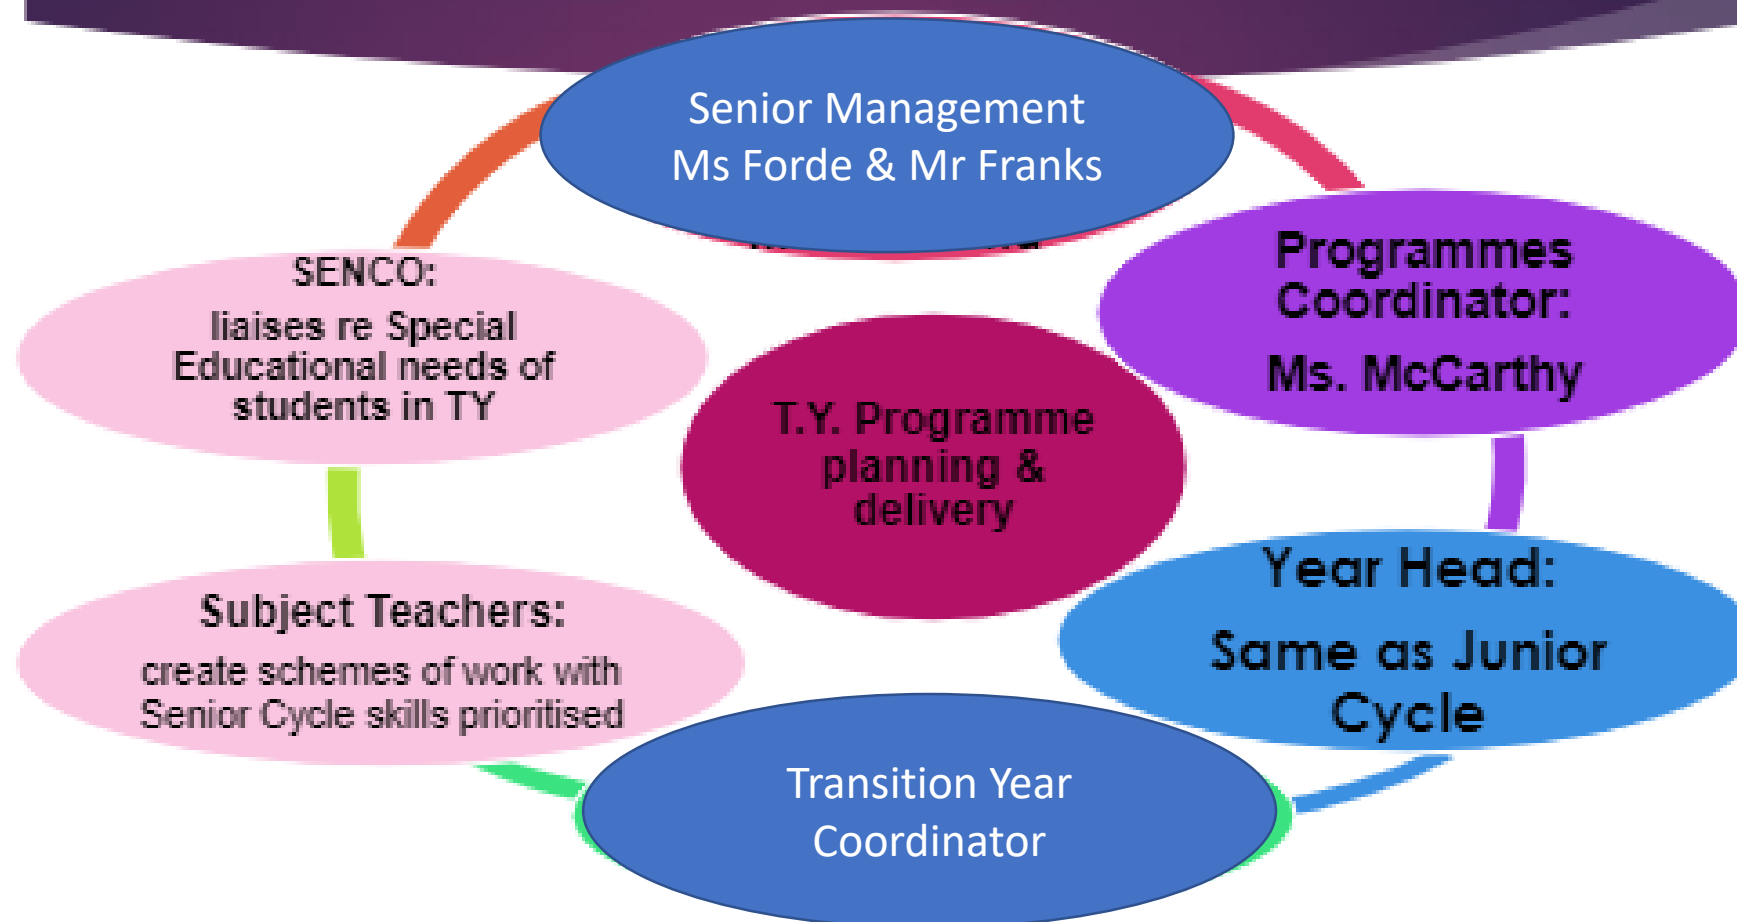 Senior Management
Ms Forde & Mr Franks
Programmes
Coordinator:
Ms. McCarthy
SENCO:
liaises re Special
Educational needs of
students in TY
T.Y. Programme
planning &
delivery
Year Head:
Same as Junior
Cycle
Subject Teachers:
create schemes of work with
Senior Cycle skills prioritised
Transition Year
Coordinator